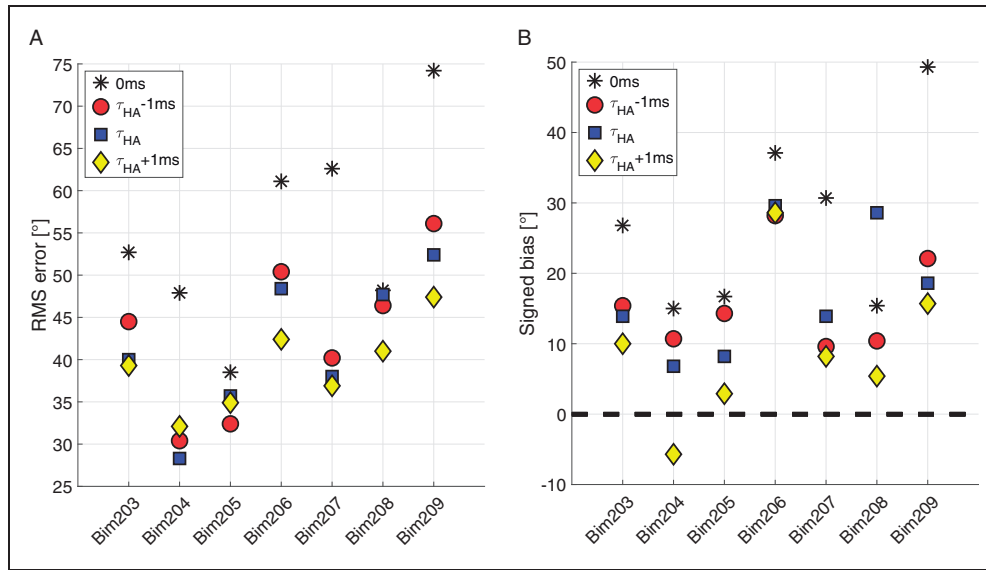 A
RMS error [°]
75
70
65
60
55
50
45
40
35
30
25
0ms
τHA-1ms
τHA
τHA+1ms
Bim203
Bim204
Bim205
Bim206
Bim207
Bim208
Bim209
B
Signed bias [°]
50
40
30
20
10
0
-10
0ms
τHA-1ms
τHA
τHA+1ms
Bim203
Bim204
Bim205
Bim206
Bim207
Bim208
Bim209